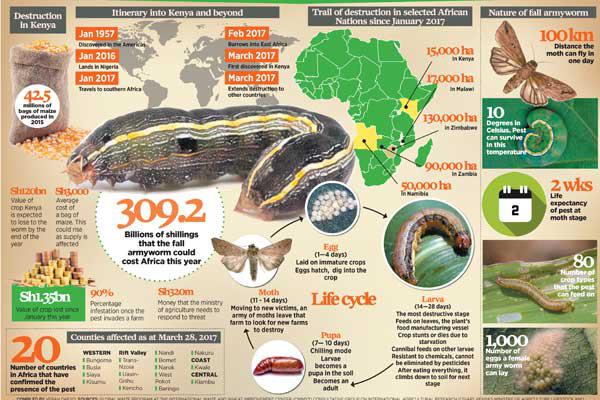 Destruction
in Kenya
42.5
millions of
bags of maize
produced in
2015
Itinerary into Kenya and beyond
Jan 1957
Discovered in the Americas
Jan 2016
Lands in Nigeria
Jan 2017
Travels to southern Africa
Feb 2017
Burrows into East Africa
March 2017
First discovered in Kenya
March 2017
Extends destruction to
other countries
Trail of destruction in selected African
Nations since January 2017
15,000 ha
in Kenya
17,000 ha
in Malawi
130,000 ha
in Zimbabwe
90,000 ha
in Zambia
50,000 ha
in Namibia
Nature of fall armyworm
100km
Distance the
moth can fly in
one day
10
Degrees in
Celsius. Pest
can survive
in this
temperature
2
2 wks
Life
expectancy
of pest at
moth stage
80
Number of
crop types
that the pest
can feed on
1,000
Number of
eggs a female
army worm
can lay
Sh120bn
Value of
crop Kenya
is expected
to lose to the
worm by the
end of the
year
Sh3,000
Average
cost of
a bag of
maize. This
could rise
as supply is
affected
309.2
Billions of shillings
that the fall
armyworm could
cost Africa this year
Sh1.35bn
Value of crop lost since
January this year
90%
Percentage
infestation once the
pest invades a farm
Sh320m
Money that the ministry
of agriculture needs to
respond to threat
Life cycle
Egg
(1—4 days)
Laid on immature crops
Eggs hatch, dig into the
crop
Larva
(14—28 days)
The most destructive stage
Feeds on leaves, the plant's
food manufacturing vessel
Crop stunts or dies due to
starvation
Cannibal feeds on other larvae
Resistant to chemicals, cannot
be eliminated by pesticides
After eating everything, it
climbs down to soil for next
stage
Pupa
(7— 10 days)
Chilling mode
Larvae
becomes a
pupa in the soil
Becomes an
adult
Moth
(11 - 14 days)
Moving to new victims, an
army of moths leave that
farm to look for new farms
to destroy
20
Number of countries
in Africa that have
confirmed the
presence of the pest
Counties affected as at March 28, 2017
WESTERN
Bungoma
Busia
Siaya
Kisumu
Rift Valley
Trans-
Nzoia
Uasin-
Gishu
Kericho
Nandi
Bomet
Naruk
West
Pokot
Baringo
Nakuru
COAST
Kwale
CENTRAL
Kiambu